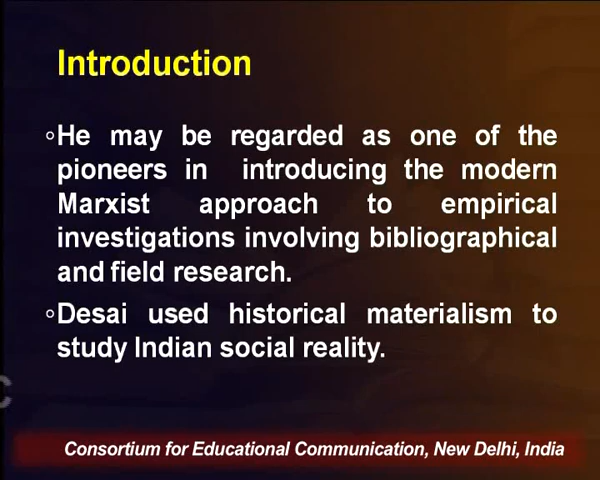 Introduction
◦He may be regarded as one of the
pioneers in introducing the modern
Marxist approach to empirical
investigations involving bibliographical
and field research.
◦Desai used historical materialism to
study Indian social reality.
C
Consortium for Educational Communication, New Delhi, India